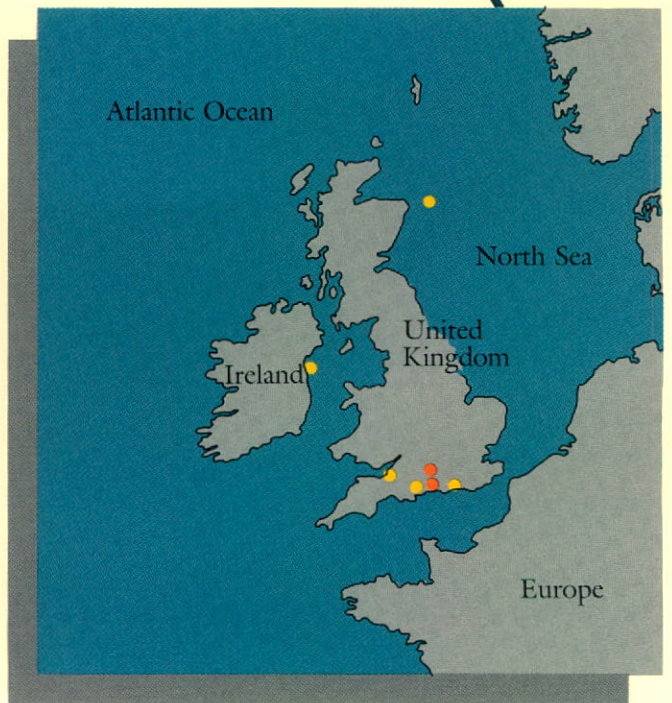 Atlantic Ocean
North Sea
United
Kingdom
Ireland
Europe